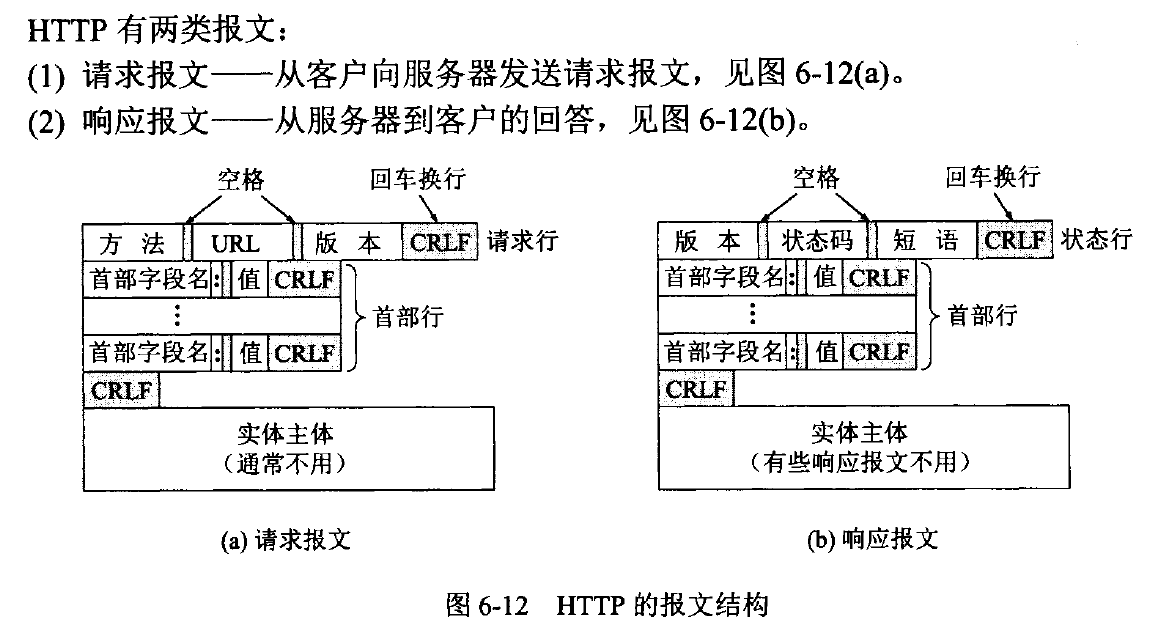 HTTP 有两类报文：
(1) 请求报文——从客户向服务器发送请求报文，见图 6-12(a)。
(2) 响应报文——从服务器到客户的回答，见图 6-12(b)。
空格 回车换行
方 法 URL 版 本 CRLF 请求行
首部字段名 : 值 CRLF
⋮ 首部行
首部字段名 : 值 CRLF
CRLF
实体主体
（通常不用）
(a) 请求报文
空格 回车换行
版 本 状态码 短 语 CRLF 状态行
首部字段名 : 值 CRLF
⋮ 首部行
首部字段名 : 值 CRLF
CRLF
实体主体
（有些响应报文不用）
(b) 响应报文
图 6-12 HTTP 的报文结构